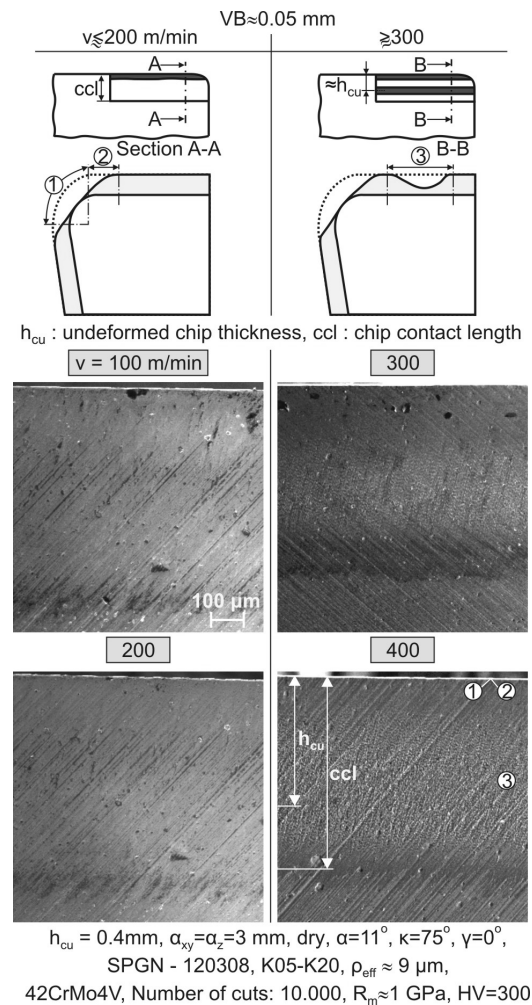 VB≈0.05 mm
v≲200 m/min
≳300
A
A
ccl
Section A-A
B
B
≈hcu
B-B
① ②
③
hcu : undeformed chip thickness, ccl : chip contact length
v = 100 m/min
300
100 µm
200
400
① ②
hcu
ccl
③
hcu = 0.4mm, αxy=αz=3 mm, dry, α=11°, κ=75°, γ=0°,
SPGN - 120308, K05-K20, ρeff ≈ 9 µm,
42CrMo4V, Number of cuts: 10.000, Rm≈1 GPa, HV=300